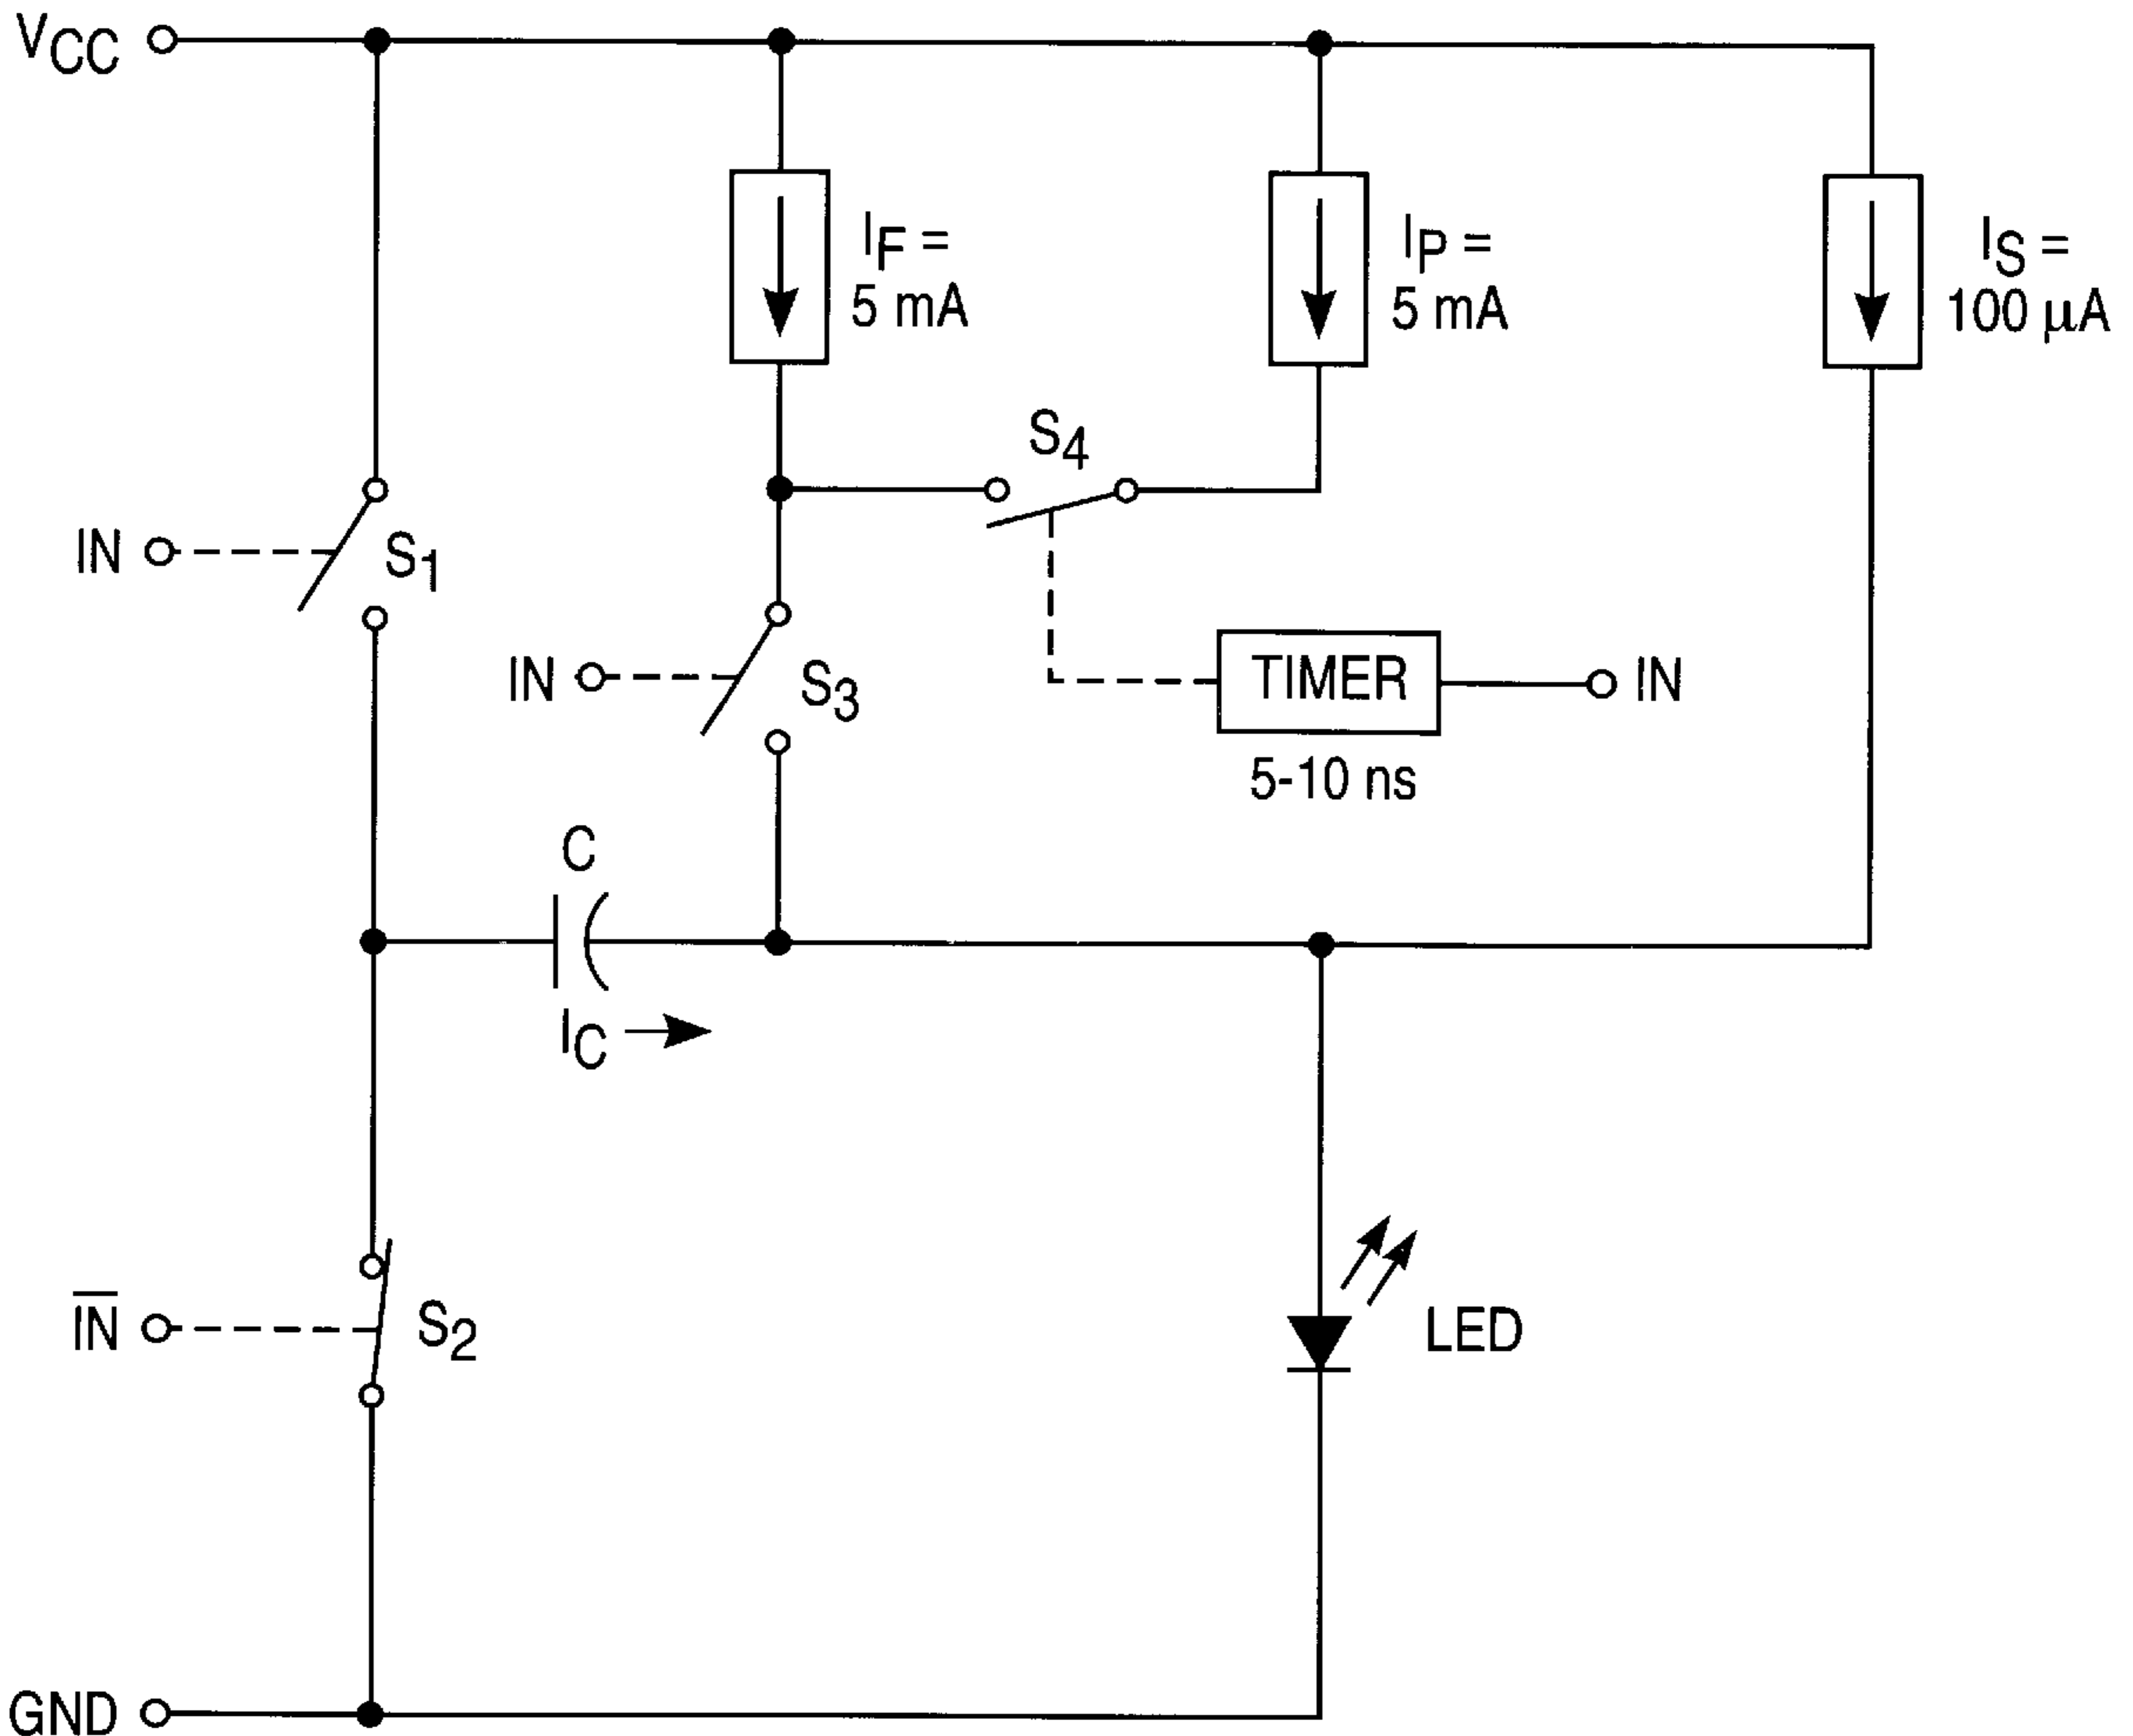 VCC
IF =
5 mA
IP =
5 mA
IS =
100 µA
S4
IN
S1
IN
S3
TIMER
IN
5-10 ns
C
IC
IN
S2
LED
GND